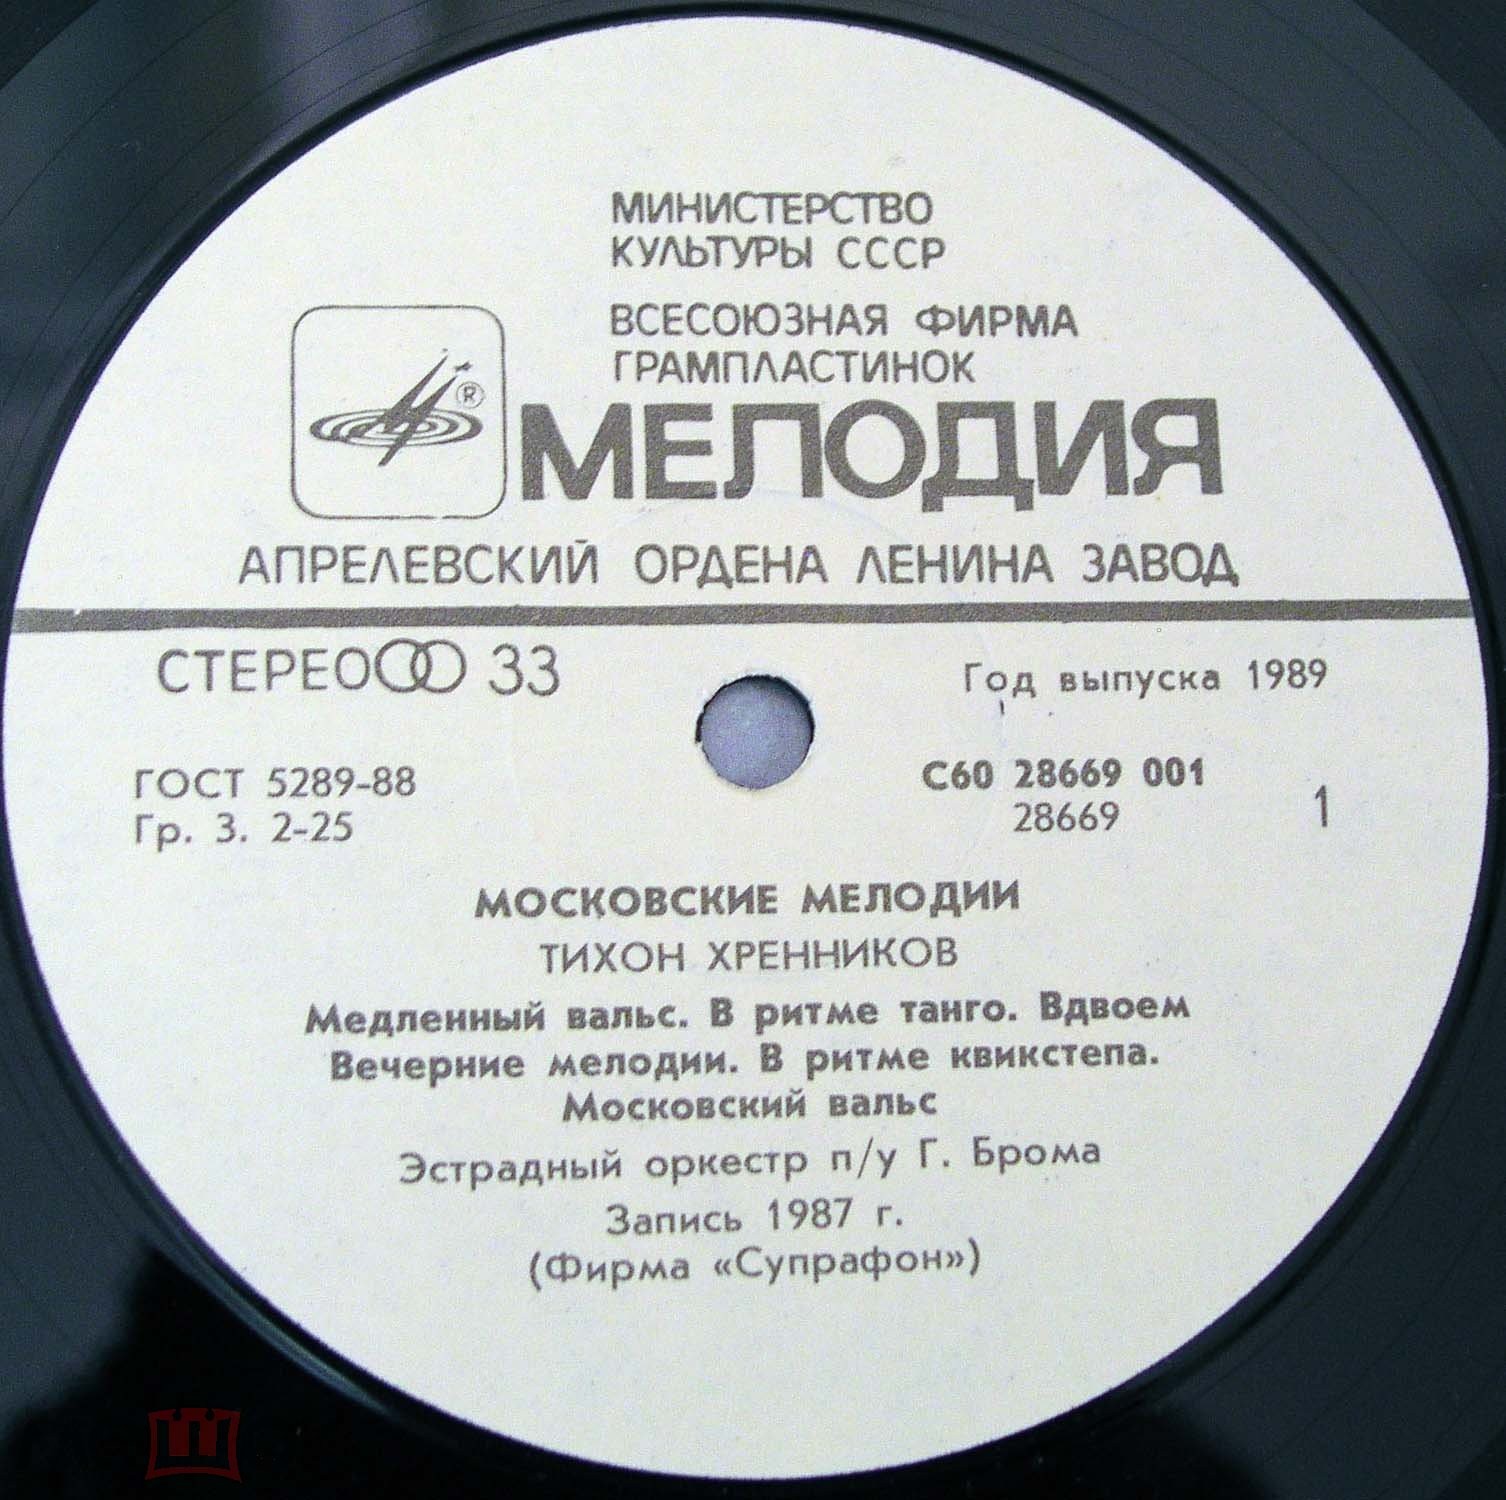 МИНИСТЕРСТВО
КУЛЬТУРЫ СССР
ВСЕСОЮЗНАЯ ФИРМА
ГРАМПЛАСТИНОК
®
МЕЛОДИЯ
АПРЕЛЕВСКИЙ ОРДЕНА ЛЕНИНА ЗАВОД
СТЕРЕО 33
Год выпуска 1989
ГОСТ 5289-88
Гр. 3. 2-25
С60 28669 001
28669
1
МОСКОВСКИЕ МЕЛОДИИ
ТИХОН ХРЕННИКОВ
Медленный вальс. В ритме танго. Вдвоем
Вечерние мелодии. В ритме квикстепа.
Московский вальс
Эстрадный оркестр п/у Г. Брома
Запись 1987 г.
(Фирма «Супрафон»)